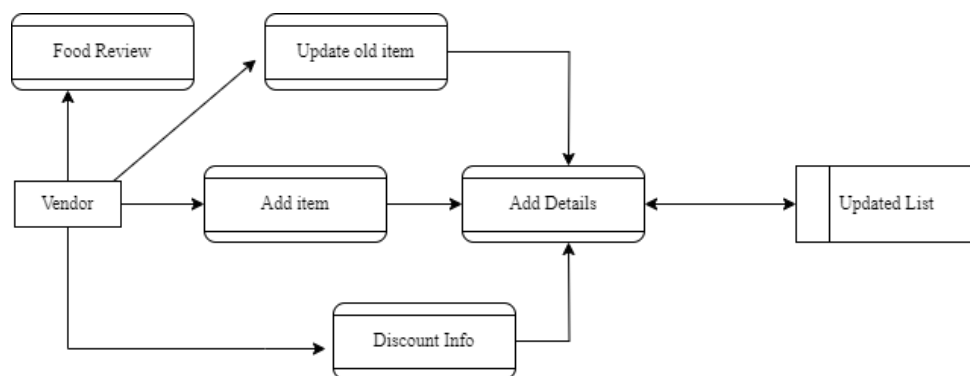 Food Review
Update old item
Vendor
Add item
Add Details
Updated List
Discount Info